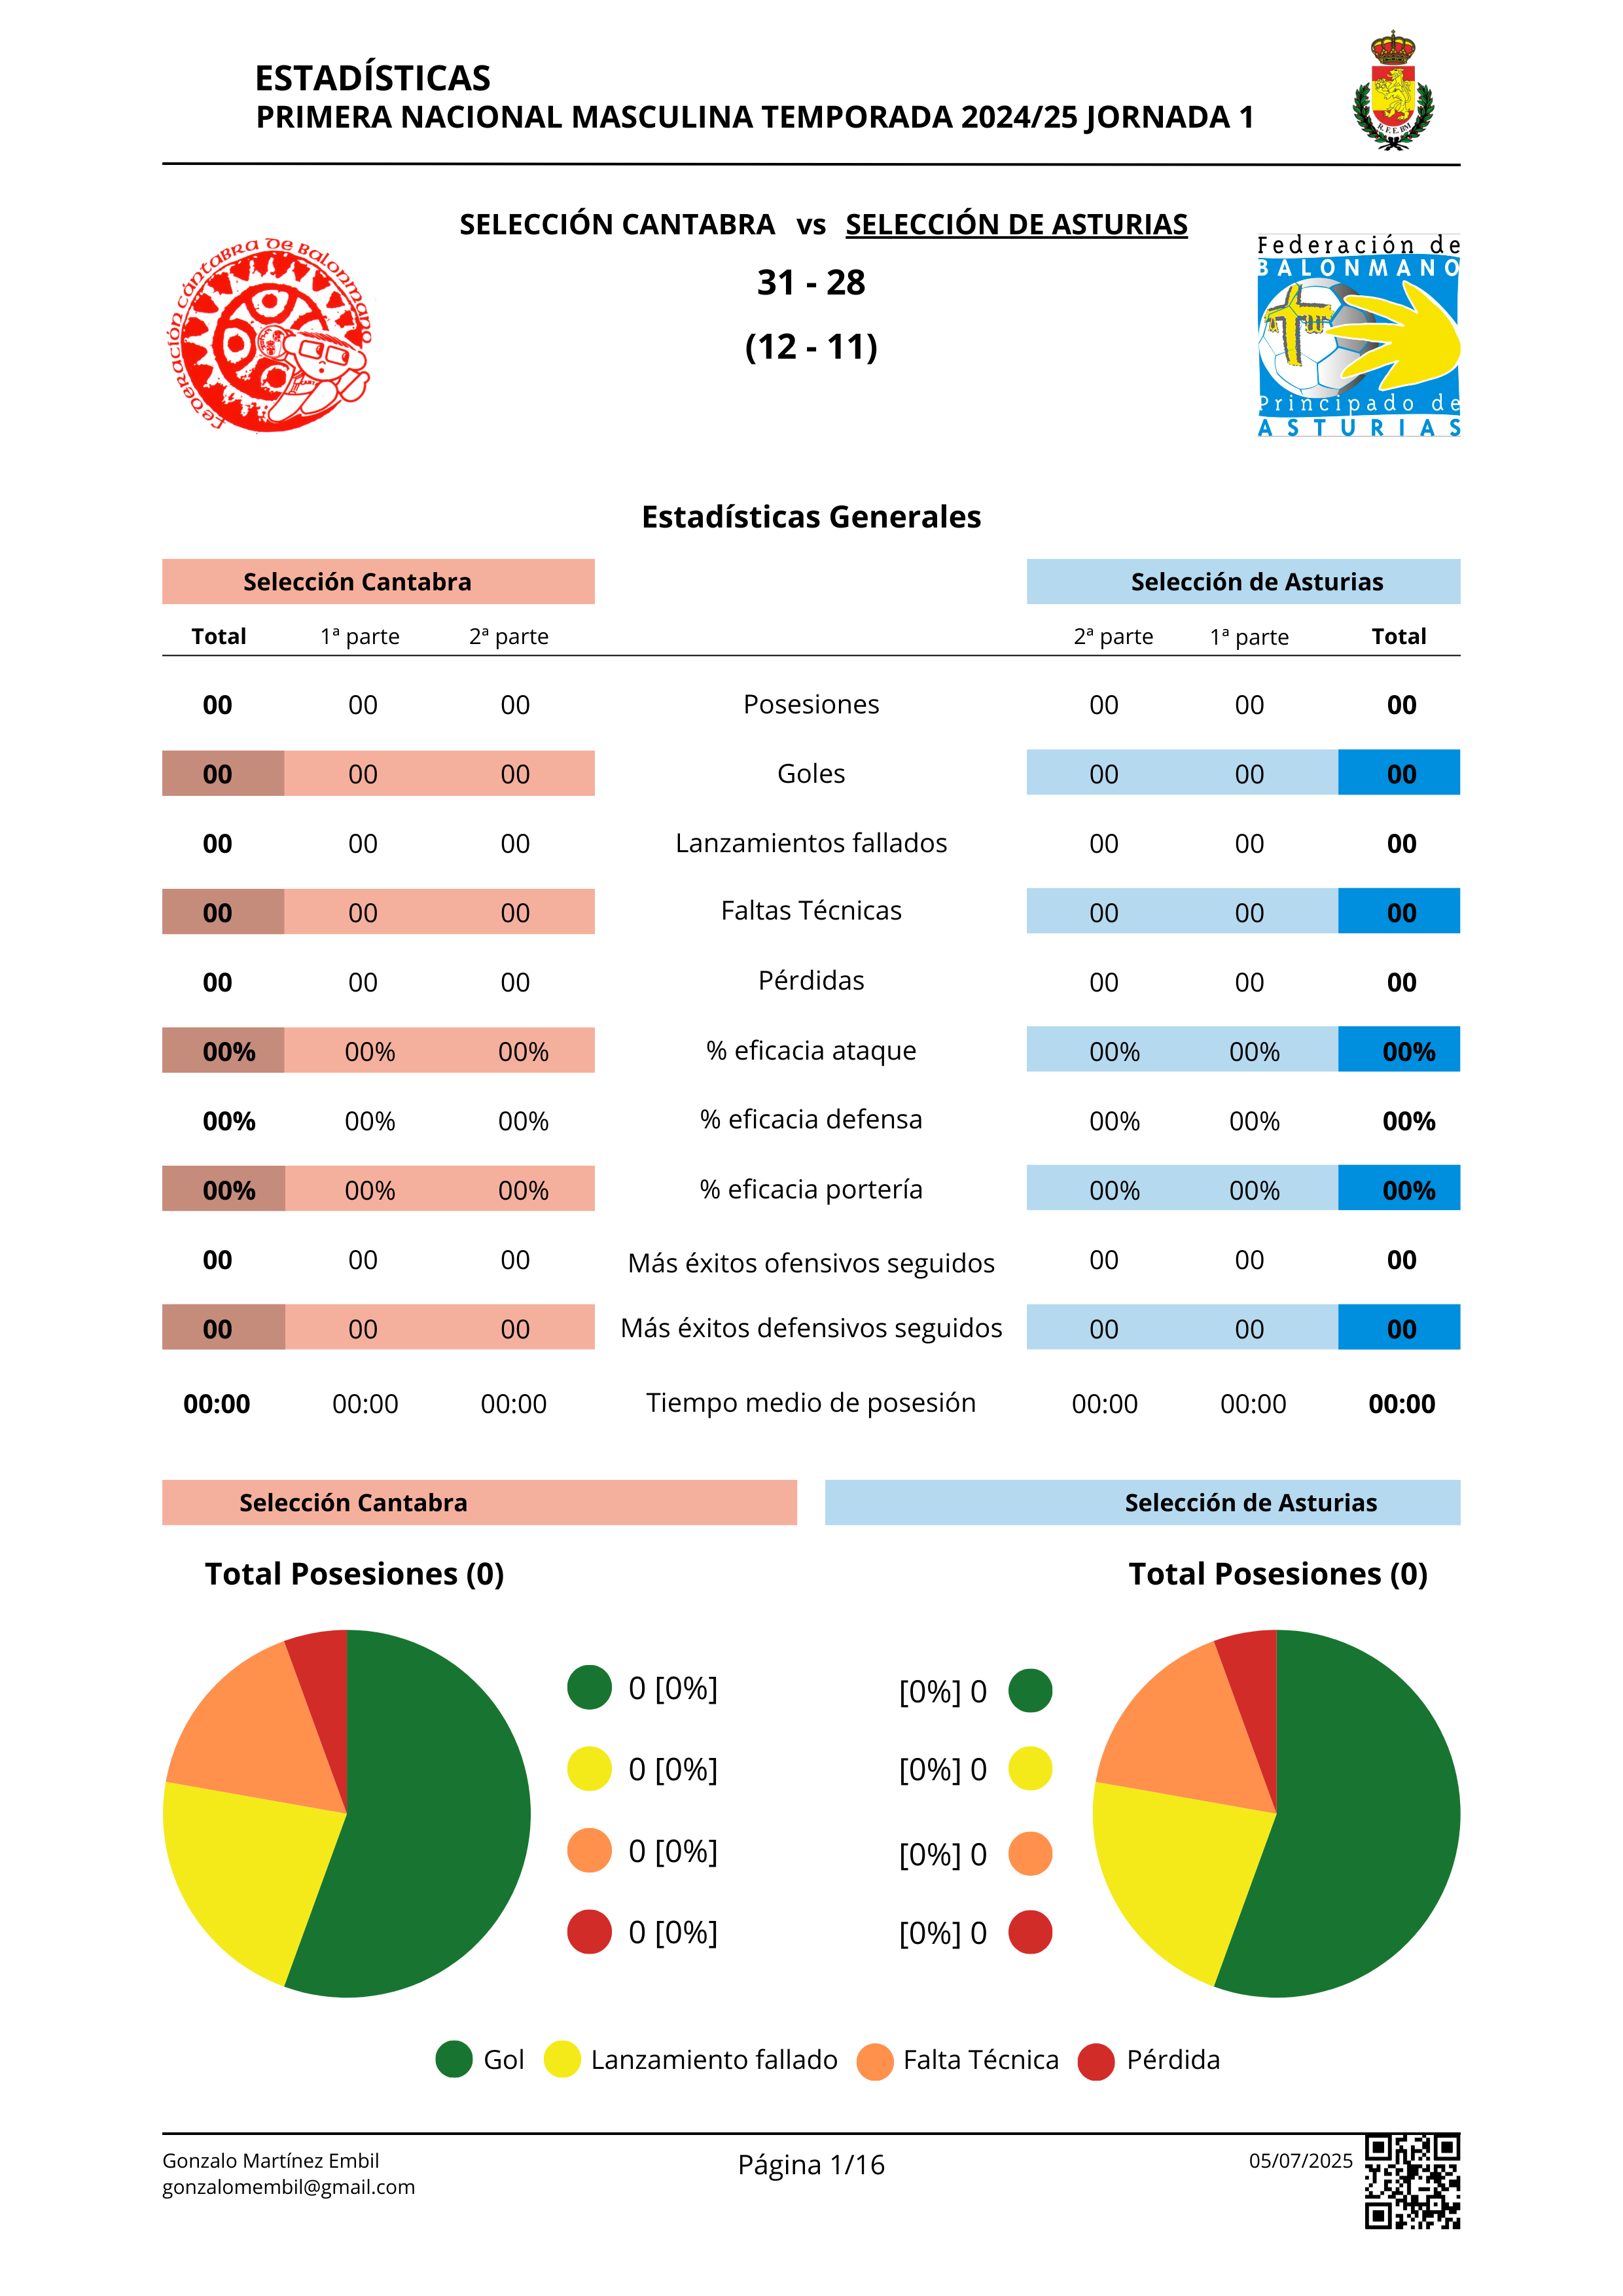 ESTADÍSTICAS
PRIMERA NACIONAL MASCULINA TEMPORADA 2024/25 JORNADA 1
R.F.E.BM
SELECCIÓN CANTABRA vs SELECCIÓN DE ASTURIAS
31 - 28
(12 - 11)
Federación Cántabra de Balonmano
Federación de
BALONMANO
Principado de
ASTURIAS
Estadísticas Generales
Selección Cantabra Selección de Asturias
Total 1ª parte 2ª parte 2ª parte 1ª parte Total
00 00 00 Posesiones 00 00 00
00 00 00 Goles 00 00 00
00 00 00 Lanzamientos fallados 00 00 00
00 00 00 Faltas Técnicas 00 00 00
00 00 00 Pérdidas 00 00 00
00% 00% 00% % eficacia ataque 00% 00% 00%
00% 00% 00% % eficacia defensa 00% 00% 00%
00% 00% 00% % eficacia portería 00% 00% 00%
00 00 00 Más éxitos ofensivos seguidos 00 00 00
00 00 00 Más éxitos defensivos seguidos 00 00 00
00:00 00:00 00:00 Tiempo medio de posesión 00:00 00:00 00:00
Selección Cantabra Selección de Asturias
Total Posesiones (0) Total Posesiones (0)
0 [0%] [0%] 0
0 [0%] [0%] 0
0 [0%] [0%] 0
0 [0%] [0%] 0
Gol Lanzamiento fallado Falta Técnica Pérdida
Gonzalo Martínez Embil Página 1/16 05/07/2025
gonzalomembil@gmail.com